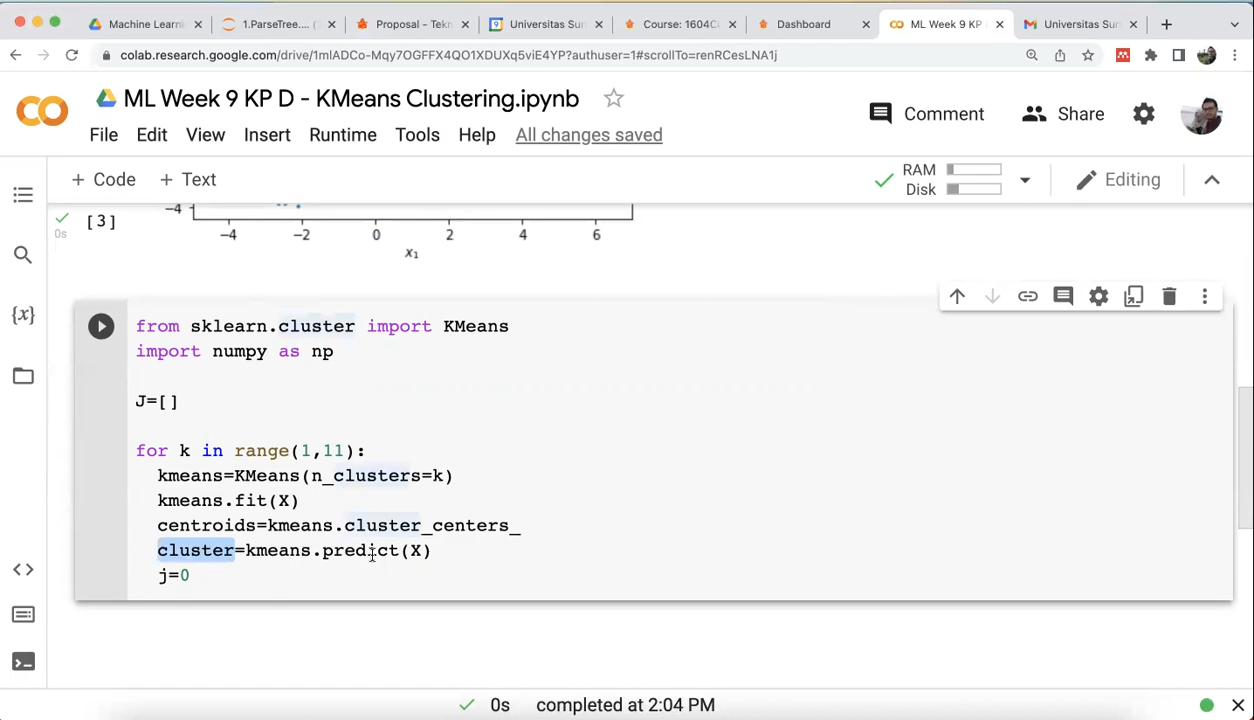 Machine Learni
1.ParseTree.... (
Proposal - Tekn
Universitas Sur
Course: 1604C
Dashboard
ML Week 9 KP
Universitas Sur
colab.research.google.com/drive/1mlADCo-Mqy7OGFFX4QO1XDUXq5viE4YP?authuser=1#scrollTo=renRCesLNA1j
ML Week 9 KP D - KMeans Clustering.ipynb
Comment
Share
File Edit View Insert Runtime Tools Help All changes saved
+ Code + Text
RAM
Disk
Editing
[3]
0s
−4
−4 −2 0 2 4 6
x₁
{x}
from sklearn.cluster import KMeans
import numpy as np
J=[]
for k in range(1,11):
kmeans=KMeans(n_clusters=k)
kmeans.fit(X)
centroids=kmeans.cluster_centers_
cluster=kmeans.predict(X)
j=0
0s completed at 2:04 PM